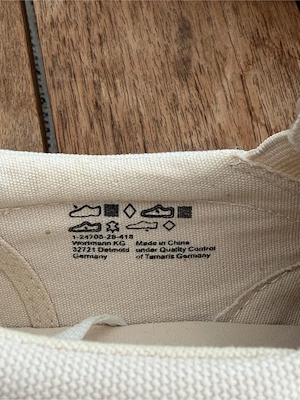 1-24705-28-418
Wortmann KG Made in China
32721 Detmold under Quality Control
Germany of Tamaris Germany